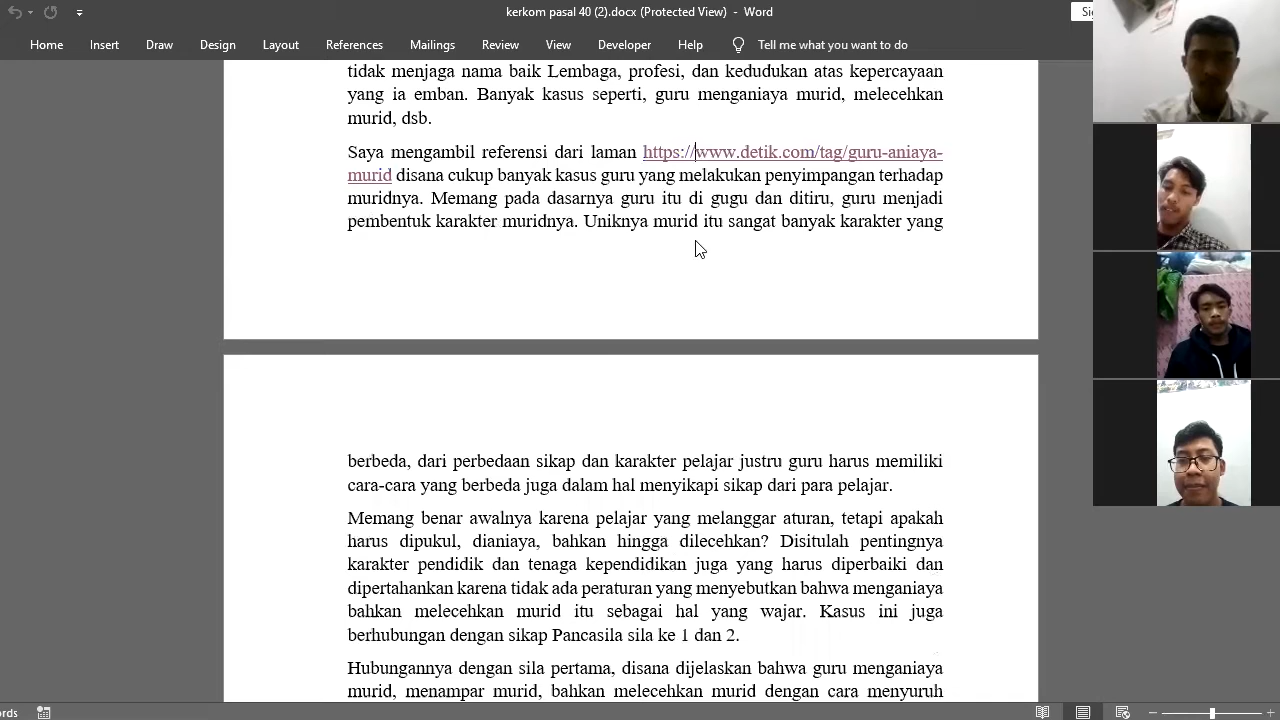 kerkom pasal 40 (2).docx (Protected View) - Word
Home Insert Draw Design Layout References Mailings Review View Developer Help Tell me what you want to do
tidak menjaga nama baik Lembaga, profesi, dan kedudukan atas kepercayaan
yang ia emban. Banyak kasus seperti, guru menganiaya murid, melecehkan
murid, dsb.
Saya mengambil referensi dari laman https://www.detik.com/tag/guru-aniaya-
murid disana cukup banyak kasus guru yang melakukan penyimpangan terhadap
muridnya. Memang pada dasarnya guru itu di gugu dan ditiru, guru menjadi
pembentuk karakter muridnya. Uniknya murid itu sangat banyak karakter yang
berbeda, dari perbedaan sikap dan karakter pelajar justru guru harus memiliki
cara-cara yang berbeda juga dalam hal menyikapi sikap dari para pelajar.
Memang benar awalnya karena pelajar yang melanggar aturan, tetapi apakah
harus dipukul, dianiaya, bahkan hingga dilecehkan? Disitulah pentingnya
karakter pendidik dan tenaga kependidikan juga yang harus diperbaiki dan
dipertahankan karena tidak ada peraturan yang menyebutkan bahwa menganiaya
bahkan melecehkan murid itu sebagai hal yang wajar. Kasus ini juga
berhubungan dengan sikap Pancasila sila ke 1 dan 2.
Hubungannya dengan sila pertama, disana dijelaskan bahwa guru menganiaya
murid, menampar murid, bahkan melecehkan murid dengan cara menyuruh